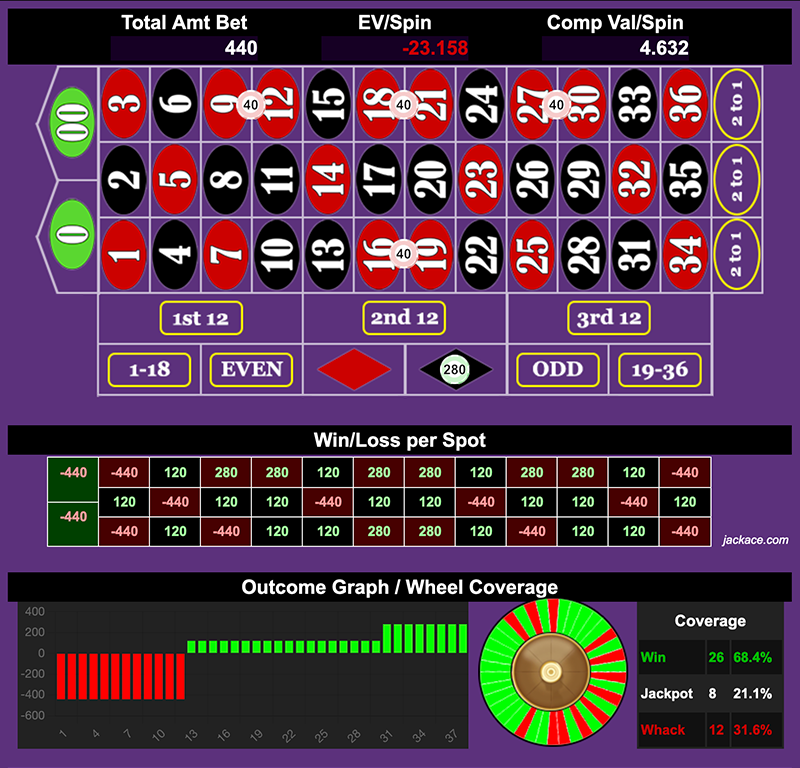 Total Amt Bet EV/Spin Comp Val/Spin
440 -23.158 4.632
00 3 6 9 40 12 15 18 40 21 24 27 40 30 33 36 2 to 1
2 5 8 11 14 17 20 23 26 29 32 35 2 to 1
0 1 4 7 10 13 16 40 19 22 25 28 31 34 2 to 1
1st 12 2nd 12 3rd 12
1-18 EVEN 280 ODD 19-36
Win/Loss per Spot
-440 -440 120 280 280 120 280 280 120 280 280 120 -440
120 -440 120 120 -440 120 120 -440 120 120 -440 120
-440 -440 120 -440 120 120 280 280 120 -440 120 120 -440
jackace.com
Outcome Graph / Wheel Coverage
400
200
0
-200
-400
-600
1 4 7 10 13 16 19 22 25 28 31 34 37
Coverage
Win 26 68.4%
Jackpot 8 21.1%
Whack 12 31.6%